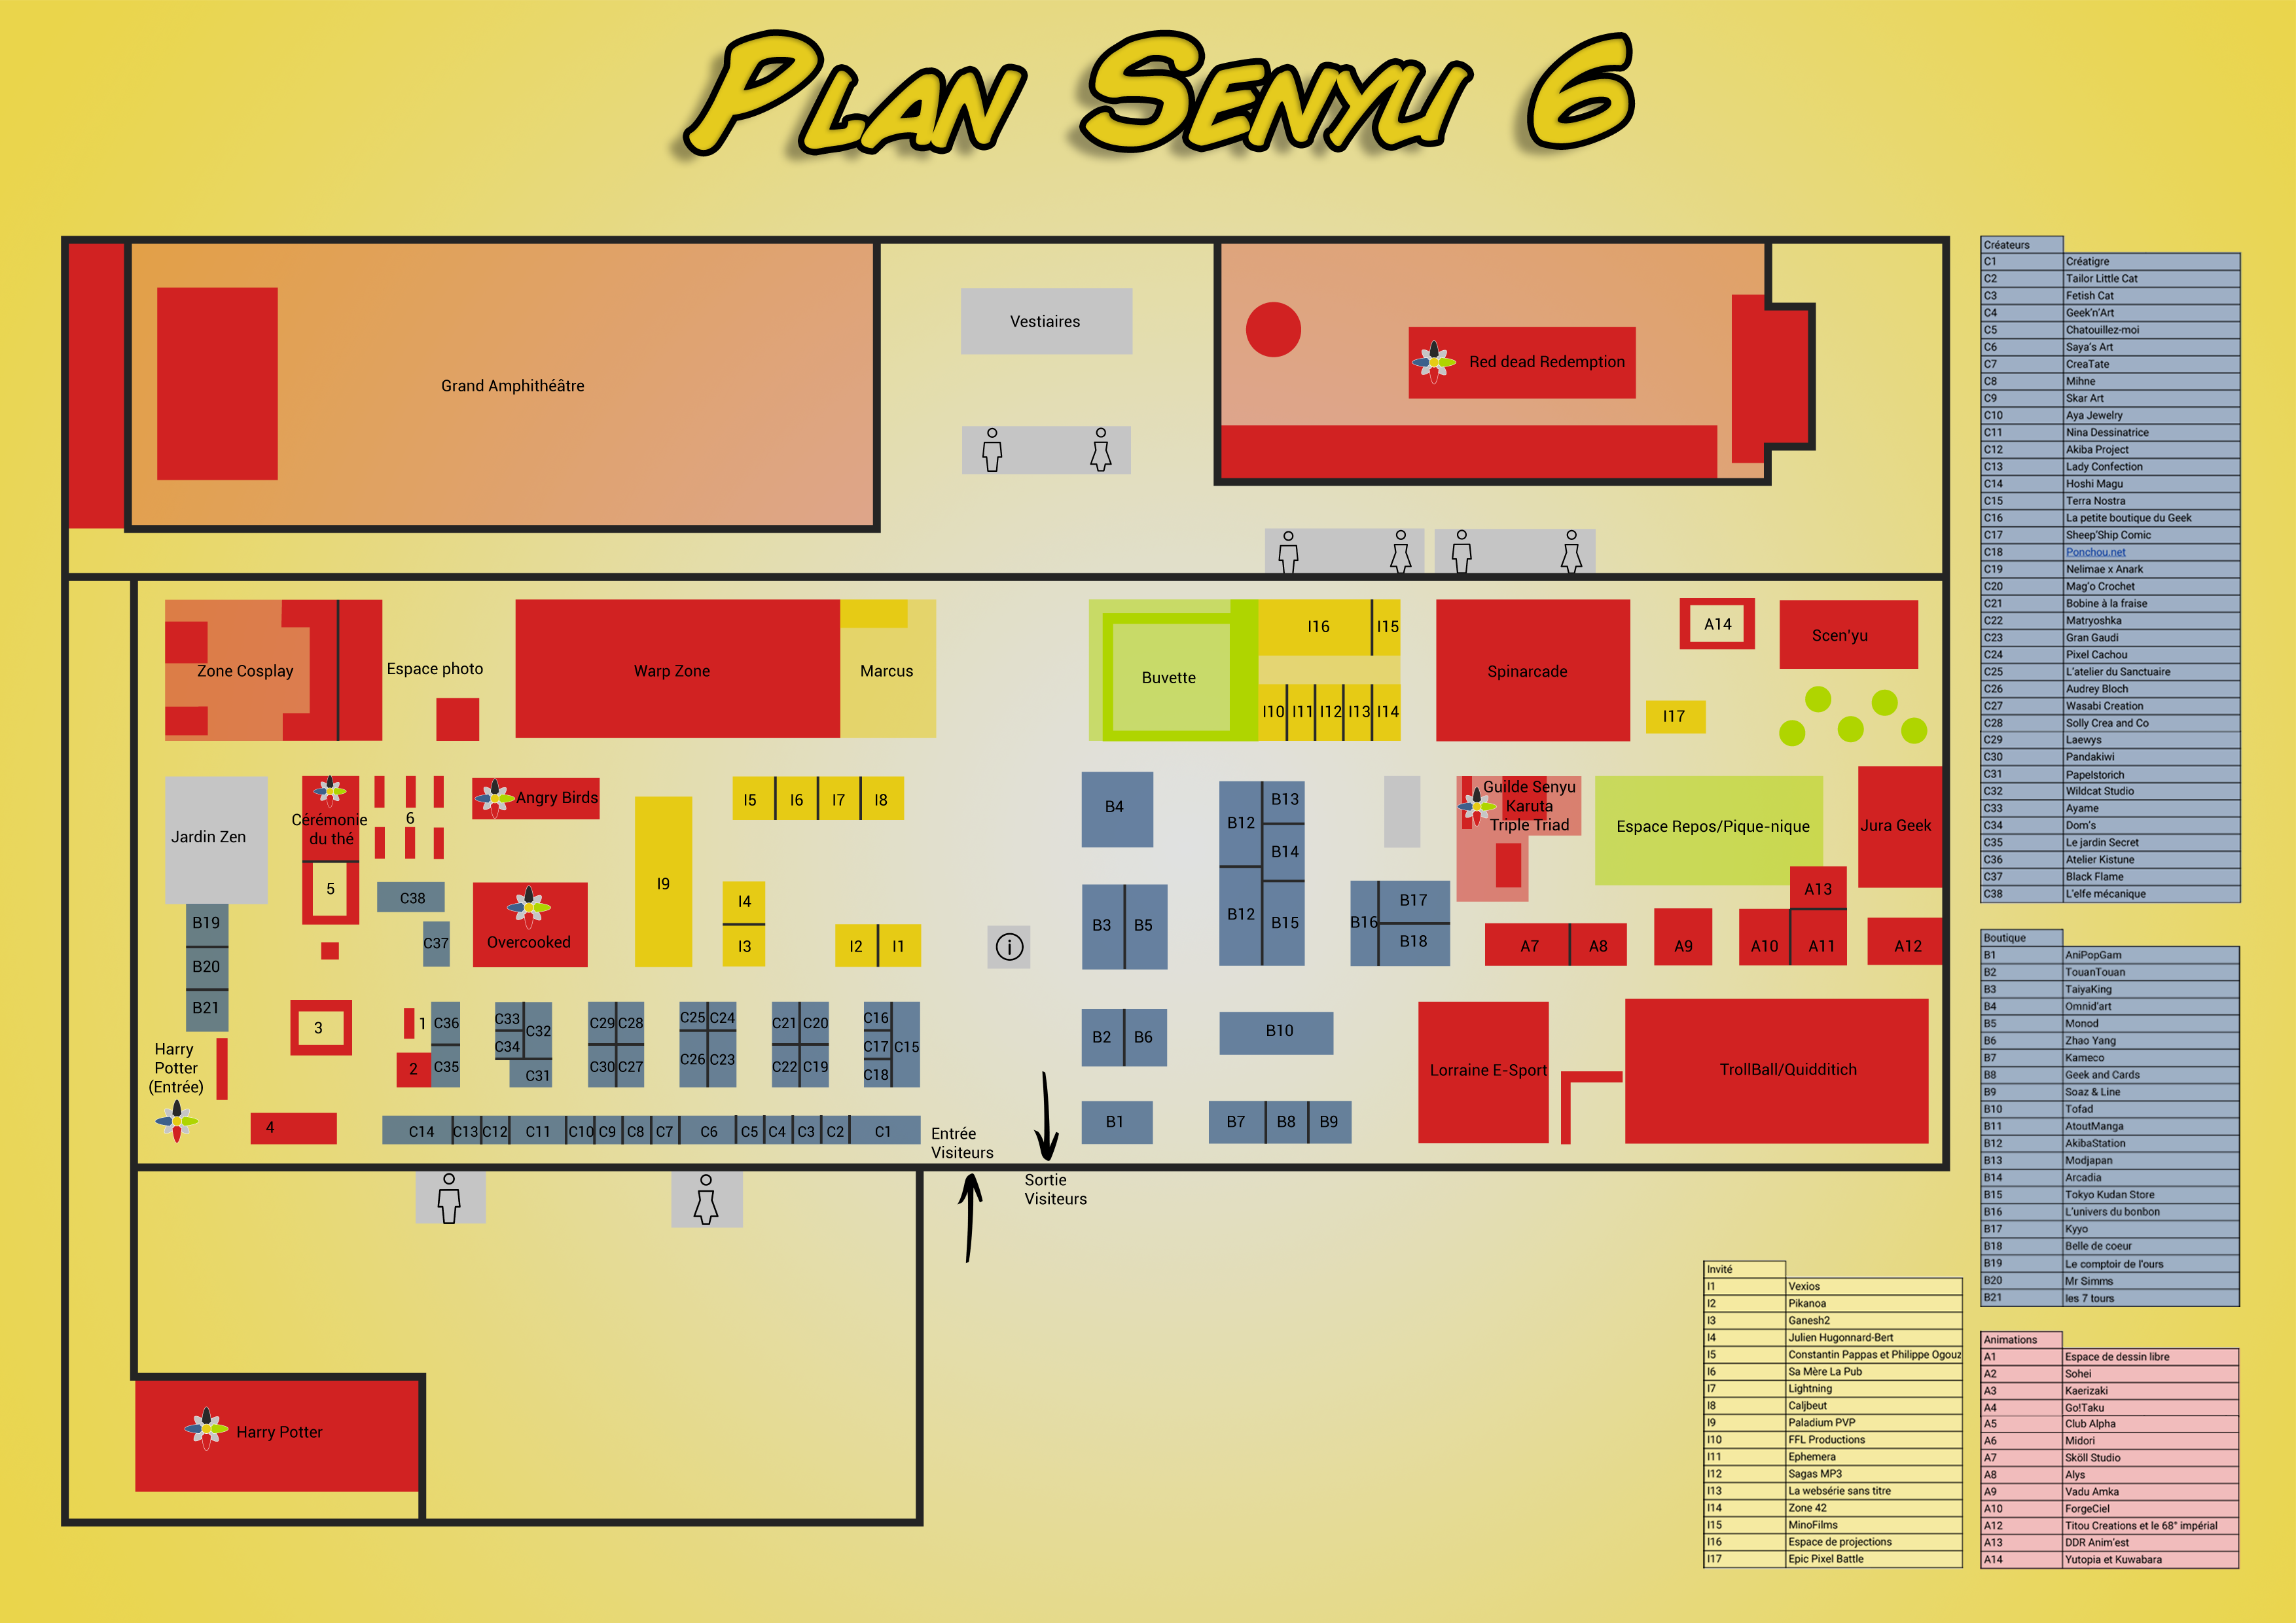 Plan Senyu 6
Grand Amphithéâtre
Vestiaires
Red dead Redemption
Zone Cosplay
Espace photo
Warp Zone
Marcus
Buvette
I16
I15
I10
I11
I12
I13
I14
Spinarcade
A14
Scen'yu
I17
Jardin Zen
Cérémonie
du thé
6
Angry Birds
I5
I6
I7
I8
B4
B12
B13
B14
Guilde Senyu
Karuta
Triple Triad
Espace Repos/Pique-nique
Jura Geek
5
C38
I9
I4
I3
A13
B19
B20
B21
C37
Overcooked
I2
I1
i
B3
B5
B12
B15
B16
B17
B18
A7
A8
A9
A10
A11
A12
3
1
2
C36
C35
C33
C34
C32
C31
C29
C28
C30
C27
C25
C24
C26
C23
C21
C20
C22
C19
C16
C17
C18
C15
B2
B6
B10
Lorraine E-Sport
TrollBall/Quidditich
Harry
Potter
(Entrée)
4
C14
C13
C12
C11
C10
C9
C8
C7
C6
C5
C4
C3
C2
C1
Entrée
Visiteurs
B1
B7
B8
B9
Sortie
Visiteurs
Harry Potter
Créateurs
C1 Créatigre
C2 Tailor Little Cat
C3 Fetish Cat
C4 Geek'n'Art
C5 Chatouillez-moi
C6 Saya's Art
C7 CreaTate
C8 Mihne
C9 Skar Art
C10 Aya Jewelry
C11 Nina Dessinatrice
C12 Akiba Project
C13 Lady Confection
C14 Hoshi Magu
C15 Terra Nostra
C16 La petite boutique du Geek
C17 Sheep'Ship Comic
C18 Ponchou.net
C19 Nelimae x Anark
C20 Mag'o Crochet
C21 Bobine à la fraise
C22 Matryoshka
C23 Gran Gaudi
C24 Pixel Cachou
C25 L'atelier du Sanctuaire
C26 Audrey Bloch
C27 Wasabi Creation
C28 Solly Crea and Co
C29 Laewys
C30 Pandakiwi
C31 Papelstorich
C32 Wildcat Studio
C33 Ayame
C34 Dom's
C35 Le jardin Secret
C36 Atelier Kistune
C37 Black Flame
C38 L'elfe mécanique
Boutique
B1 AniPopGam
B2 TouanTouan
B3 TaiyaKing
B4 Omnid'art
B5 Monod
B6 Zhao Yang
B7 Kameco
B8 Geek and Cards
B9 Soaz & Line
B10 Tofad
B11 AtoutManga
B12 AkibaStation
B13 Modjapan
B14 Arcadia
B15 Tokyo Kudan Store
B16 L'univers du bonbon
B17 Kyyo
B18 Belle de coeur
B19 Le comptoir de l'ours
B20 Mr Simms
B21 les 7 tours
Invité
I1 Vexios
I2 Pikanoa
I3 Ganesh2
I4 Julien Hugonnard-Bert
I5 Constantin Pappas et Philippe Ogouz
I6 Sa Mère La Pub
I7 Lightning
I8 Caljbeut
I9 Paladium PVP
I10 FFL Productions
I11 Ephemera
I12 Sagas MP3
I13 La websérie sans titre
I14 Zone 42
I15 MinoFilms
I16 Espace de projections
I17 Epic Pixel Battle
Animations
A1 Espace de dessin libre
A2 Sohei
A3 Kaerizaki
A4 Go!Taku
A5 Club Alpha
A6 Midori
A7 Sköll Studio
A8 Alys
A9 Vadu Amka
A10 ForgeCiel
A12 Titou Creations et le 68° impérial
A13 DDR Anim'est
A14 Yutopia et Kuwabara